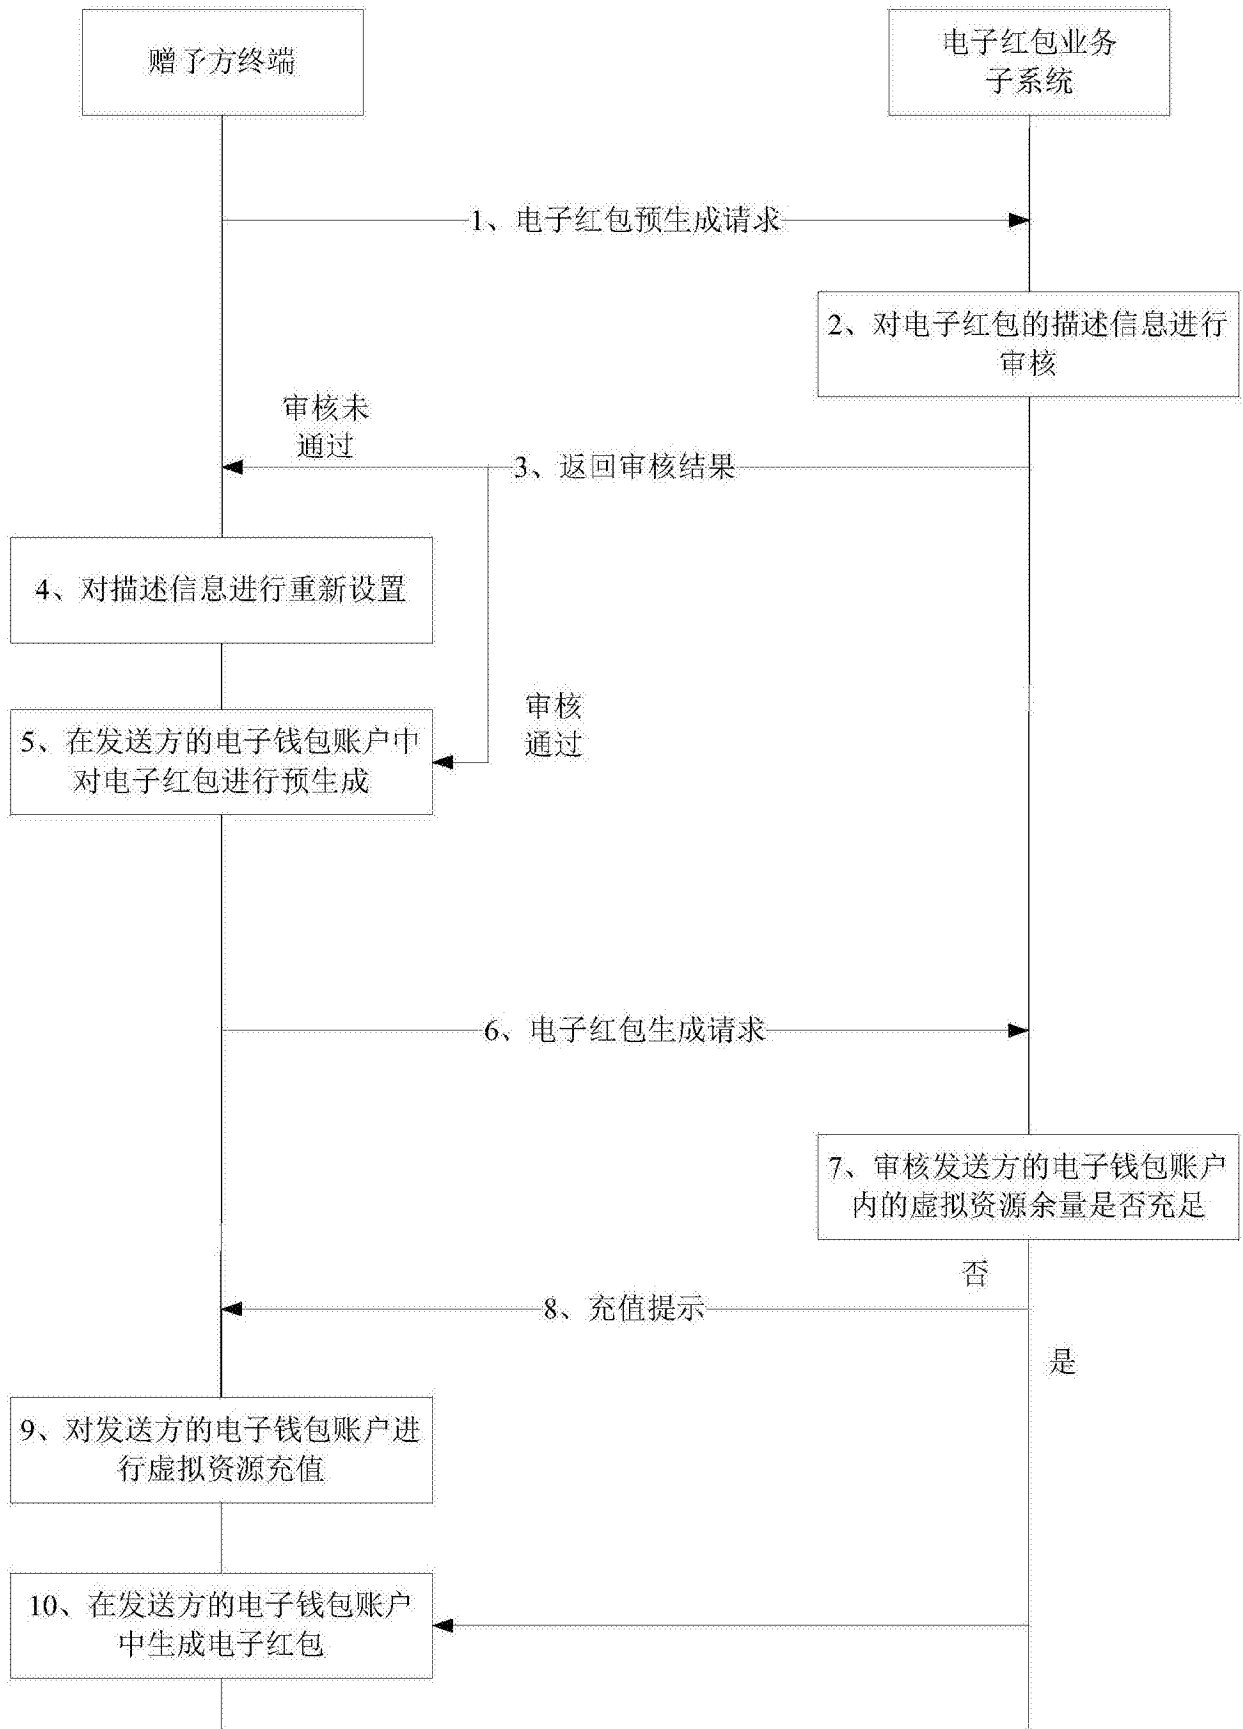 赠予方终端
电子红包业务
子系统
1、电子红包预生成请求
2、对电子红包的描述信息进行
审核
审核未
通过
3、返回审核结果
4、对描述信息进行重新设置
审核
通过
5、在发送方的电子钱包账户中
对电子红包进行预生成
6、电子红包生成请求
7、审核发送方的电子钱包账户
内的虚拟资源余量是否充足
否
8、充值提示
是
9、对发送方的电子钱包账户进
行虚拟资源充值
10、在发送方的电子钱包账户
中生成电子红包